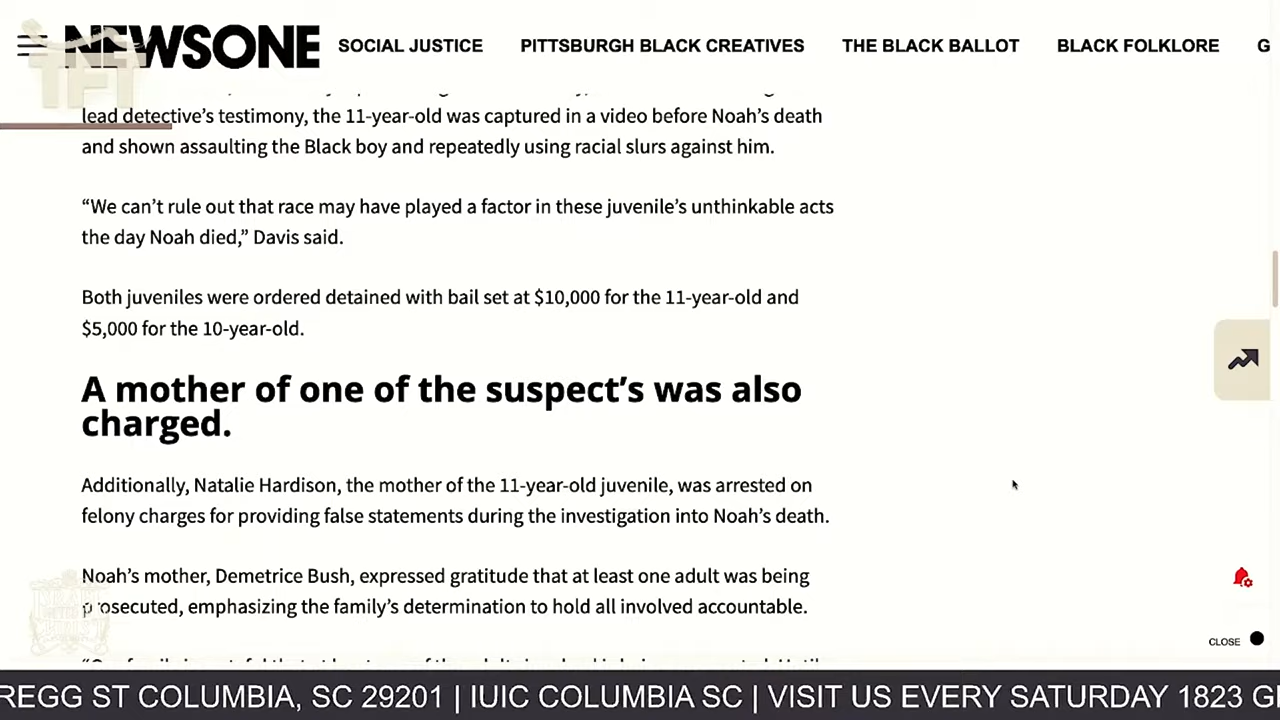 NEWSONE SOCIAL JUSTICE PITTSBURGH BLACK CREATIVES THE BLACK BALLOT BLACK FOLKLORE G
TFT
lead detective’s testimony, the 11-year-old was captured in a video before Noah’s death
and shown assaulting the Black boy and repeatedly using racial slurs against him.
“We can’t rule out that race may have played a factor in these juvenile’s unthinkable acts
the day Noah died,” Davis said.
Both juveniles were ordered detained with bail set at $10,000 for the 11-year-old and
$5,000 for the 10-year-old.
A mother of one of the suspect’s was also
charged.
Additionally, Natalie Hardison, the mother of the 11-year-old juvenile, was arrested on
felony charges for providing false statements during the investigation into Noah’s death.
Noah’s mother, Demetrice Bush, expressed gratitude that at least one adult was being
prosecuted, emphasizing the family’s determination to hold all involved accountable.
CLOSE
REGG ST COLUMBIA, SC 29201 | IUIC COLUMBIA SC | VISIT US EVERY SATURDAY 1823 G